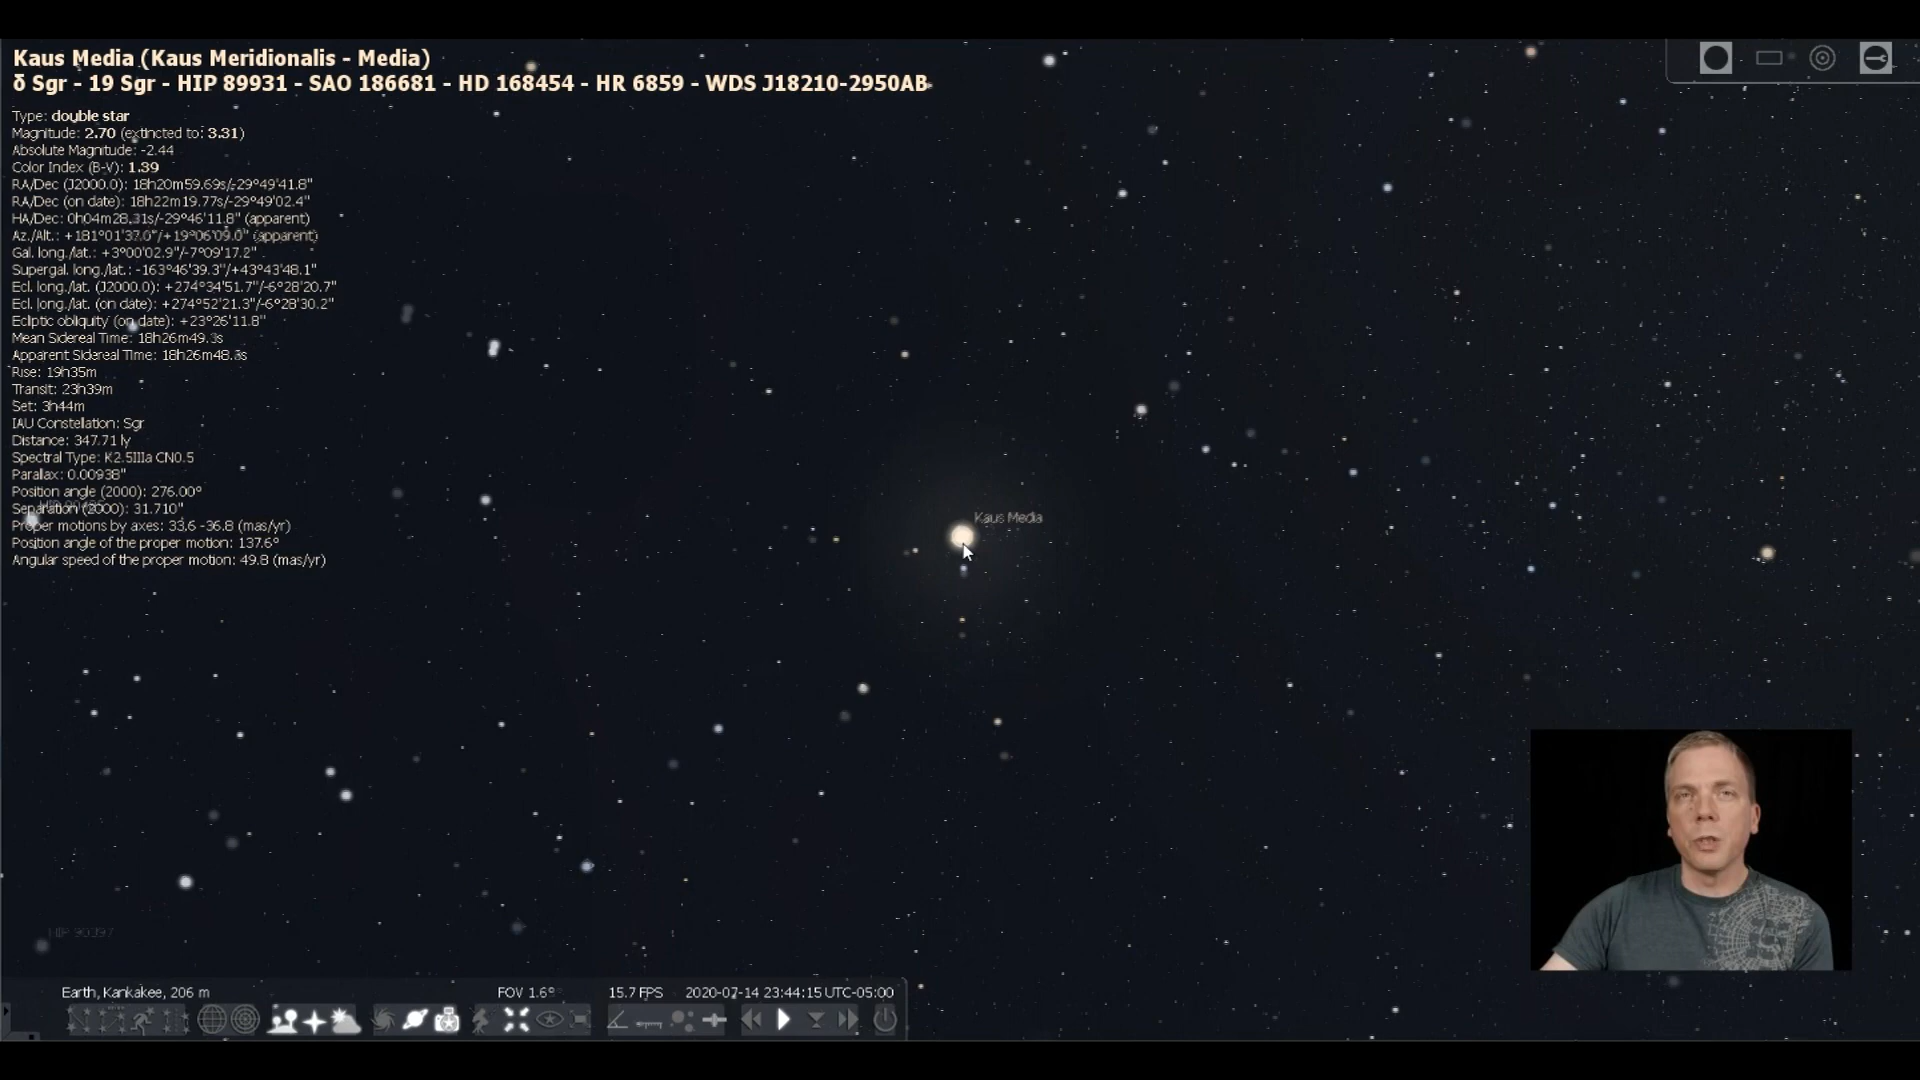 Kaus Media (Kaus Meridionalis - Media)
δ Sgr - 19 Sgr - HIP 89931 - SAO 186681 - HD 168454 - HR 6859 - WDS J18210-2950AB
Type: double star
Magnitude: 2.70 (extincted to: 3.31)
Absolute Magnitude: -2.44
Color Index (B-V): 1.39
RA/Dec (J2000.0): 18h20m59.69s/-29°49'41.8"
RA/Dec (on date): 18h22m19.77s/-29°49'02.4"
HA/Dec: 0h04m28.31s/-29°46'11.8" (apparent)
Az./Alt.: +181°01'37.0"/+19°06'09.0" (apparent)
Gal. long./lat.: +3°00'02.9"/-7°09'17.2"
Supergal. long./lat.: -163°46'39.3"/+43°43'48.1"
Ecl. long./lat. (J2000.0): +274°34'51.7"/-6°28'20.7"
Ecl. long./lat. (on date): +274°52'21.3"/-6°28'30.2"
Ecliptic obliquity (on date): +23°26'11.8"
Mean Sidereal Time: 18h26m49.3s
Apparent Sidereal Time: 18h26m48.3s
Rise: 19h35m
Transit: 23h39m
Set: 3h44m
IAU Constellation: Sgr
Distance: 347.71 ly
Spectral Type: K2.5IIIa CN0.5
Parallax: 0.00938"
Position angle (2000): 276.00°
Separation (2000): 31.710"
Proper motions by axes: 33.6 -36.8 (mas/yr)
Position angle of the proper motion: 137.6°
Angular speed of the proper motion: 49.8 (mas/yr)
Kaus Media
HIP 90397
Earth, Kankakee, 206 m
FOV 1.6°
15.7 FPS
2020-07-14 23:44:15 UTC-05:00